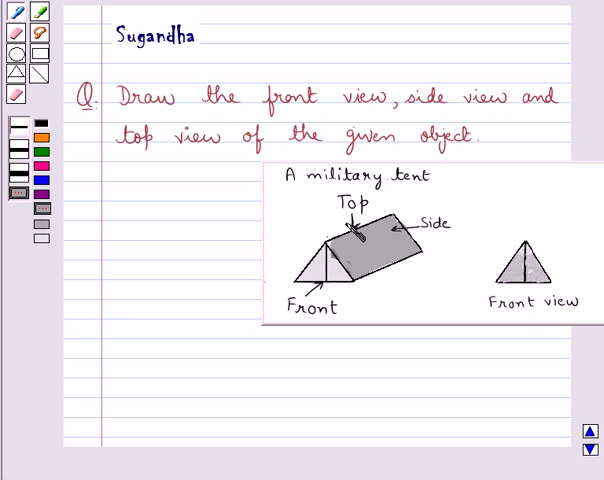 Sugandha
Q. Draw the front view, side view and
top view of the given object.
A military tent
Top
Side
Front
Front view